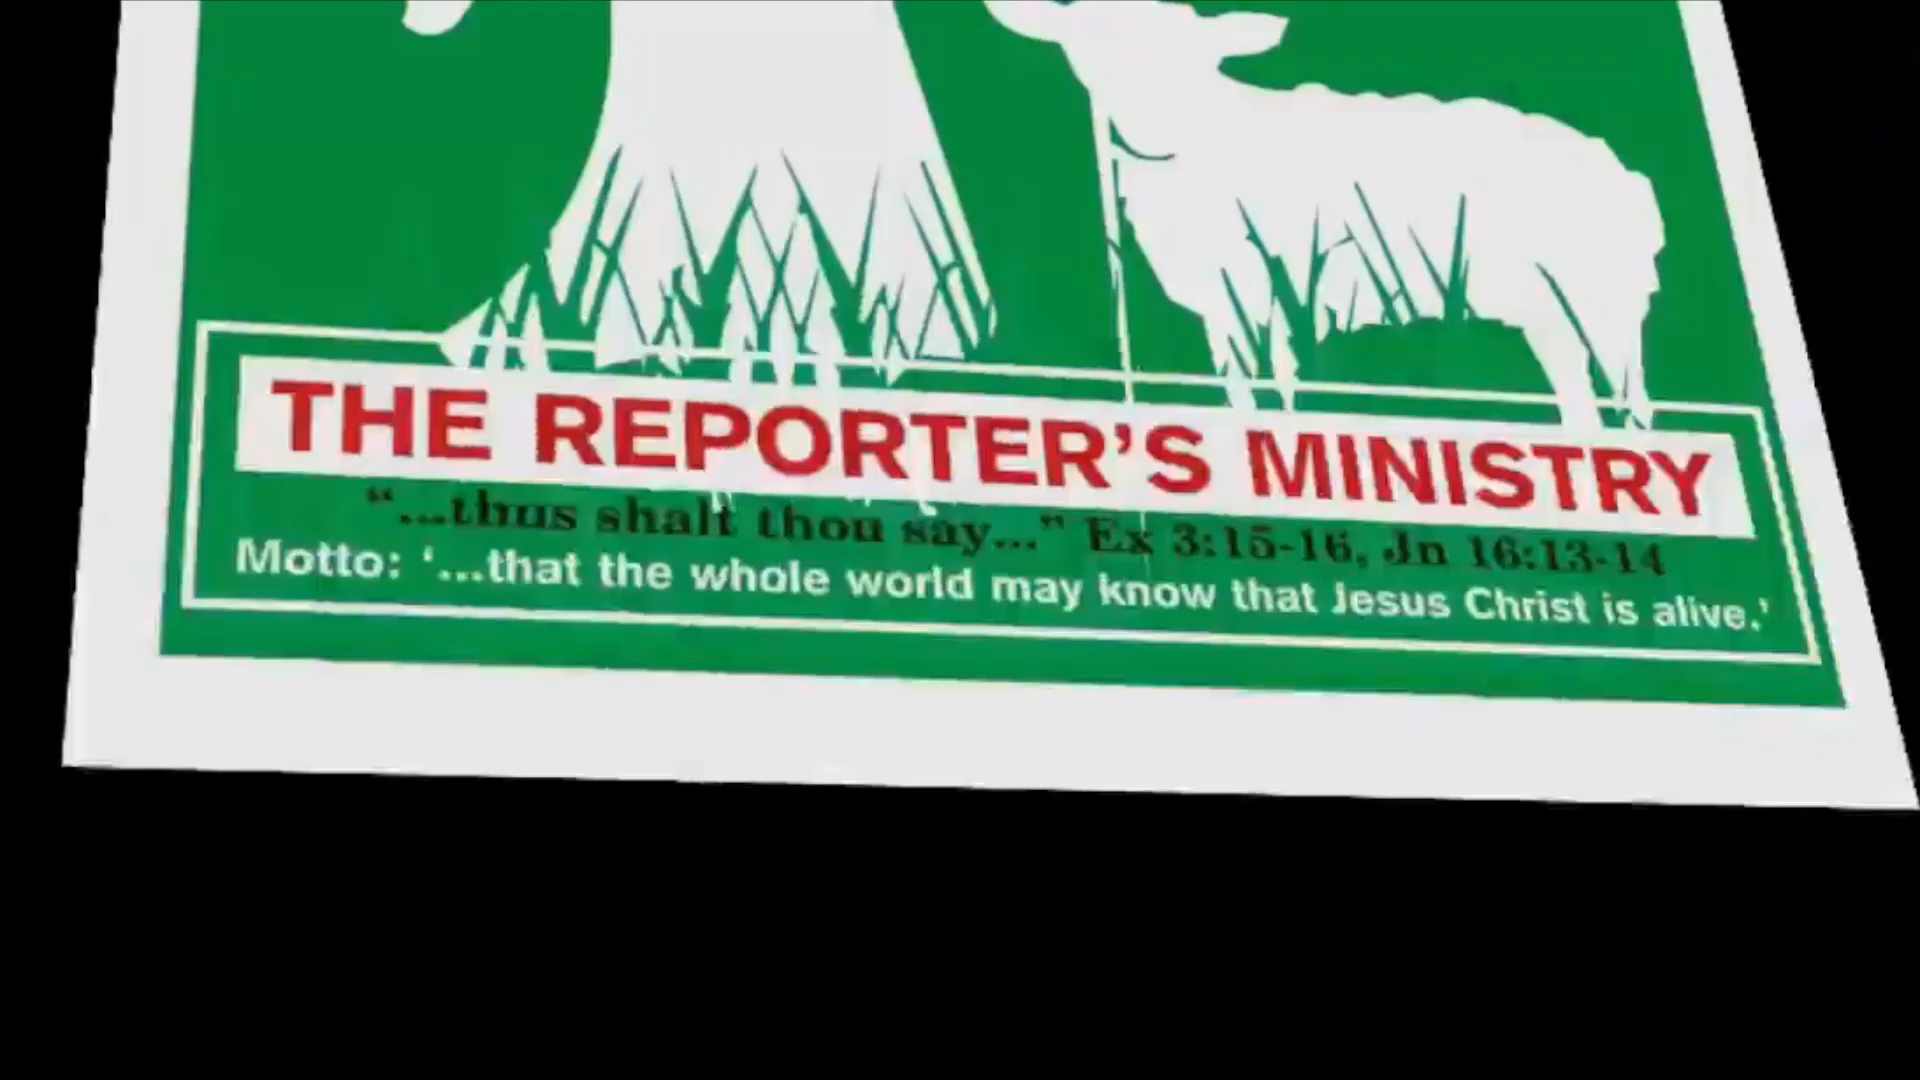 THE REPORTER’S MINISTRY
“...thus shalt thou say...” Ex 3:15-16, Jn 16:13-14
Motto: ‘...that the whole world may know that Jesus Christ is alive.’